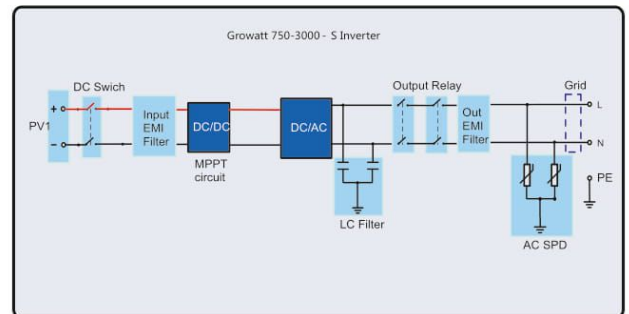 Growatt 750-3000 - S Inverter
DC Swich
Output Relay
Grid
+
PV1
-
Input
EMI
Filter
DC/DC
DC/AC
Out
EMI
Filter
L
N
MPPT
circuit
PE
LC Filter
AC SPD